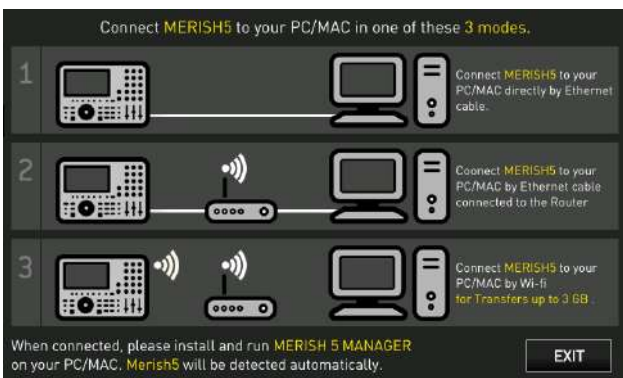 Connect MERISH5 to your PC/MAC in one of these 3 modes.
1
Connect MERISH5 to your
PC/MAC directly by Ethernet
cable.
2
Connect MERISH5 to your
PC/MAC by Ethernet cable
connected to the Router
3
Connect MERISH5 to your
PC/MAC by Wi-fi
for Transfers up to 3 GB .
When connected, please install and run MERISH 5 MANAGER
on your PC/MAC. Merish5 will be detected automatically.
EXIT